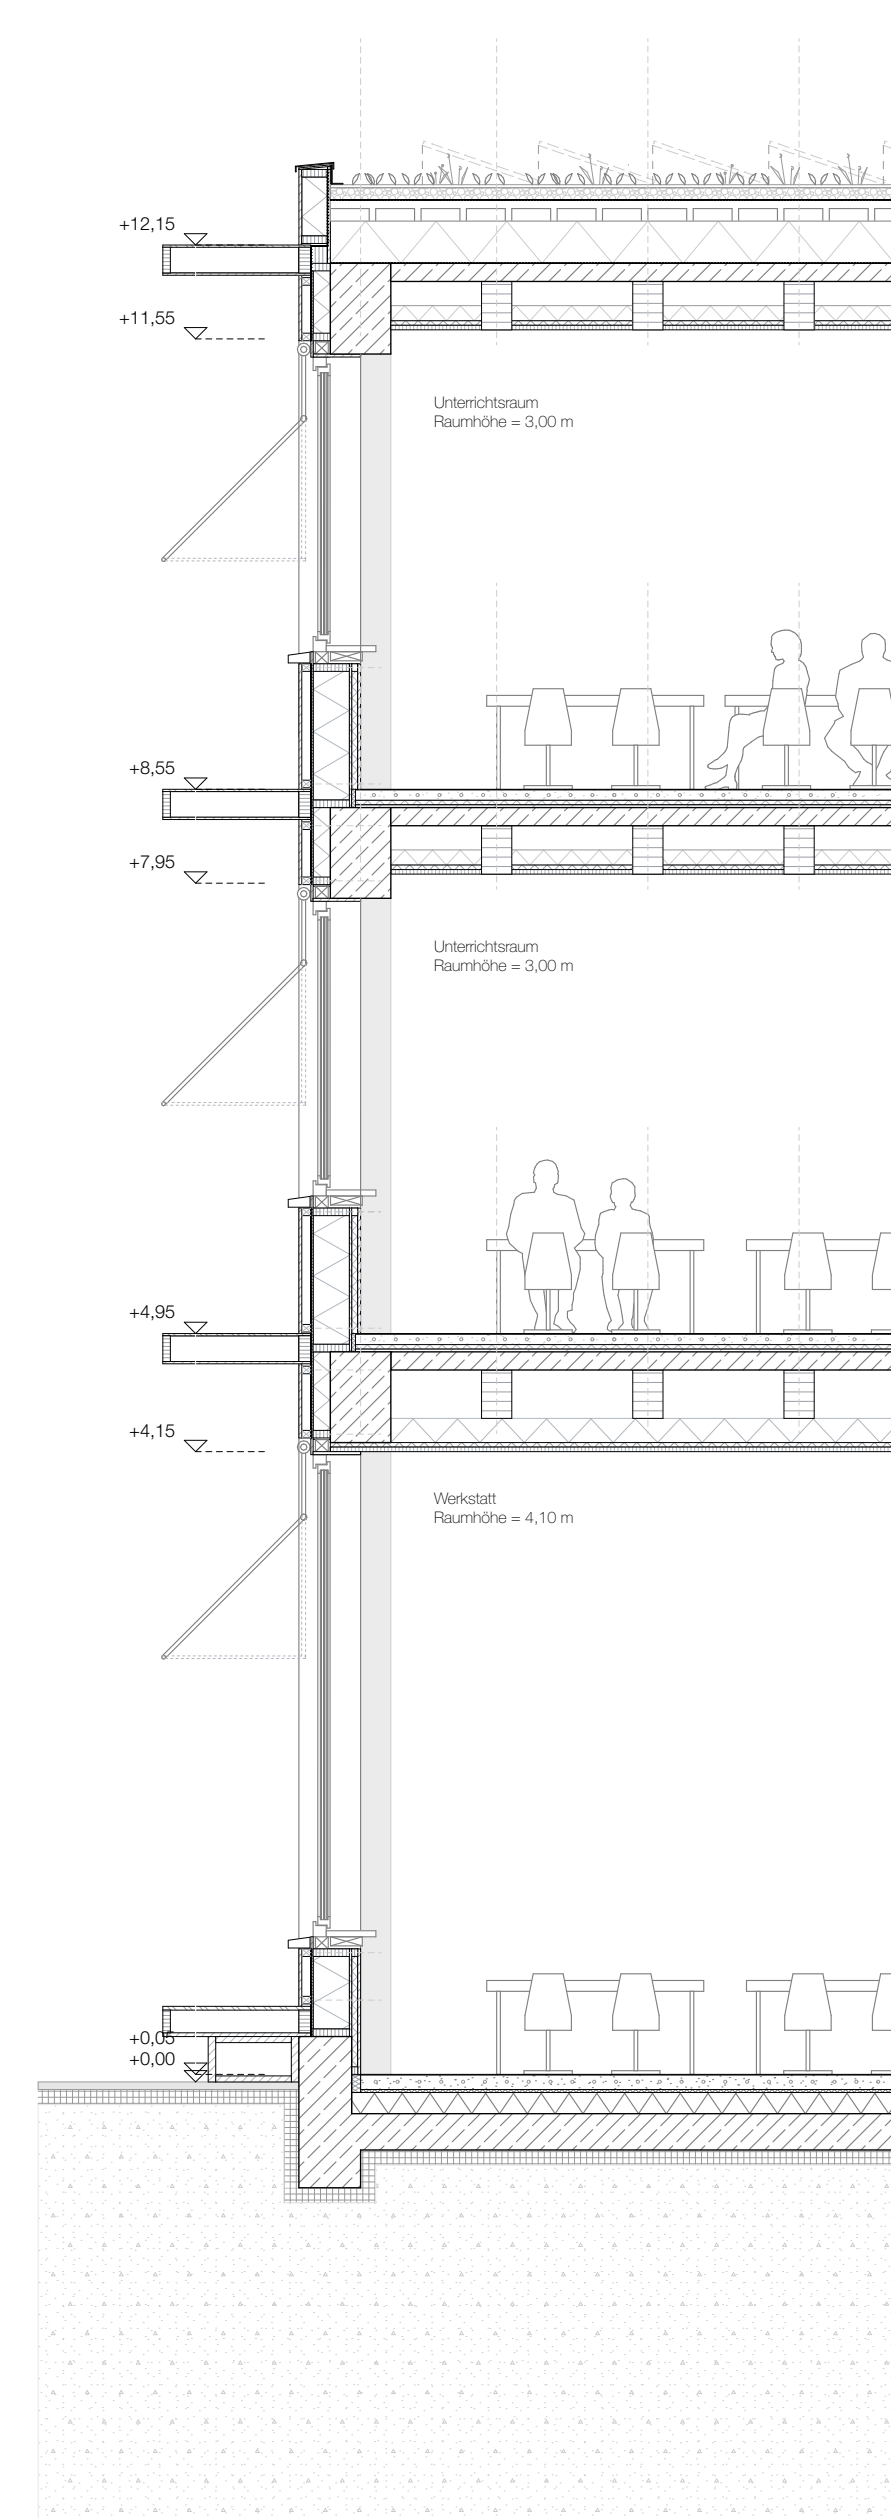 +12,15
+11,55
Unterrichtsraum
Raumhöhe = 3,00 m
+8,55
+7,95
Unterrichtsraum
Raumhöhe = 3,00 m
+4,95
+4,15
Werkstatt
Raumhöhe = 4,10 m
+0,05
+0,00